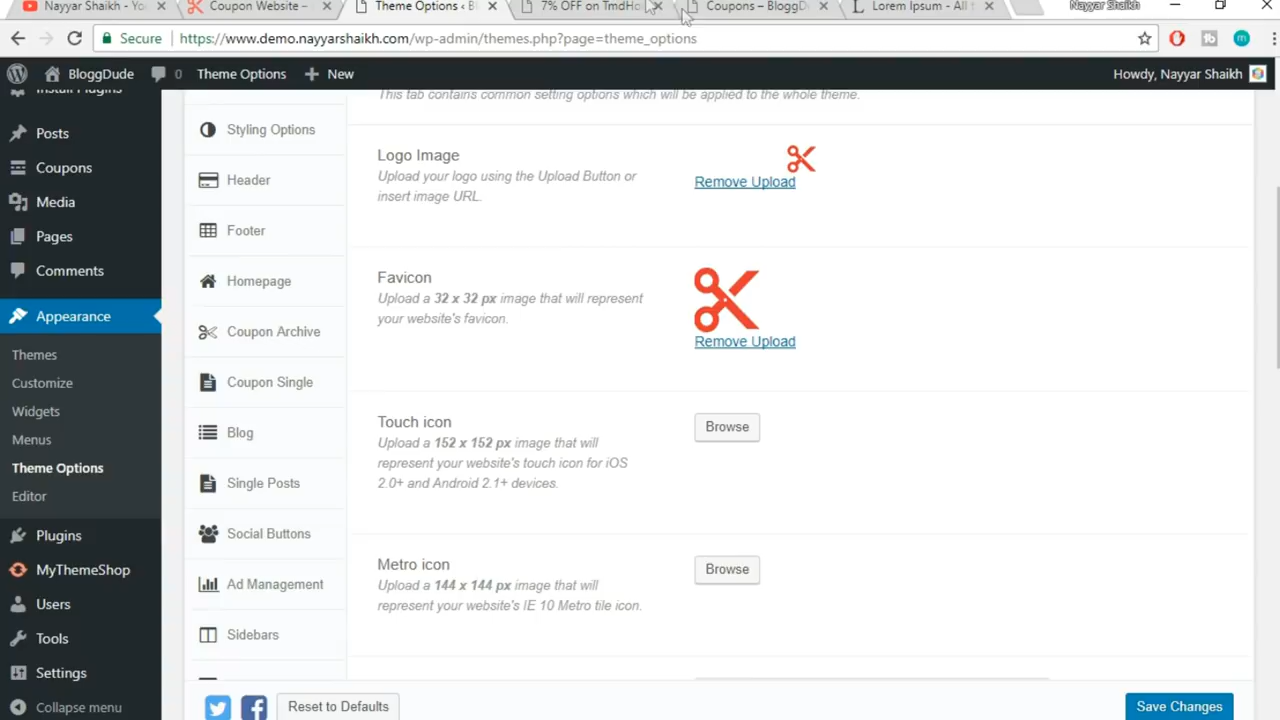 Nayyar Shaikh - Yo
Coupon Website –
Theme Options ‹ Bl
7% OFF on TmdHo
Coupons – BloggD
Lorem Ipsum - All t
Nayyar Shaikh
Secure
https://www.demo.nayyarshaikh.com/wp-admin/themes.php?page=theme_options
BloggDude
0
Theme Options
New
Howdy, Nayyar Shaikh
Install Plugins
Posts
Coupons
Media
Pages
Comments
Appearance
Themes
Customize
Widgets
Menus
Theme Options
Editor
Plugins
MyThemeShop
Users
Tools
Settings
Collapse menu
Styling Options
Header
Footer
Homepage
Coupon Archive
Coupon Single
Blog
Single Posts
Social Buttons
Ad Management
Sidebars
This tab contains common setting options which will be applied to the whole theme.
Logo Image
Upload your logo using the Upload Button or
insert image URL.
Remove Upload
Favicon
Upload a 32 x 32 px image that will represent
your website's favicon.
Remove Upload
Touch icon
Upload a 152 x 152 px image that will
represent your website's touch icon for iOS
2.0+ and Android 2.1+ devices.
Browse
Metro icon
Upload a 144 x 144 px image that will
represent your website's IE 10 Metro tile icon.
Browse
Reset to Defaults
Save Changes